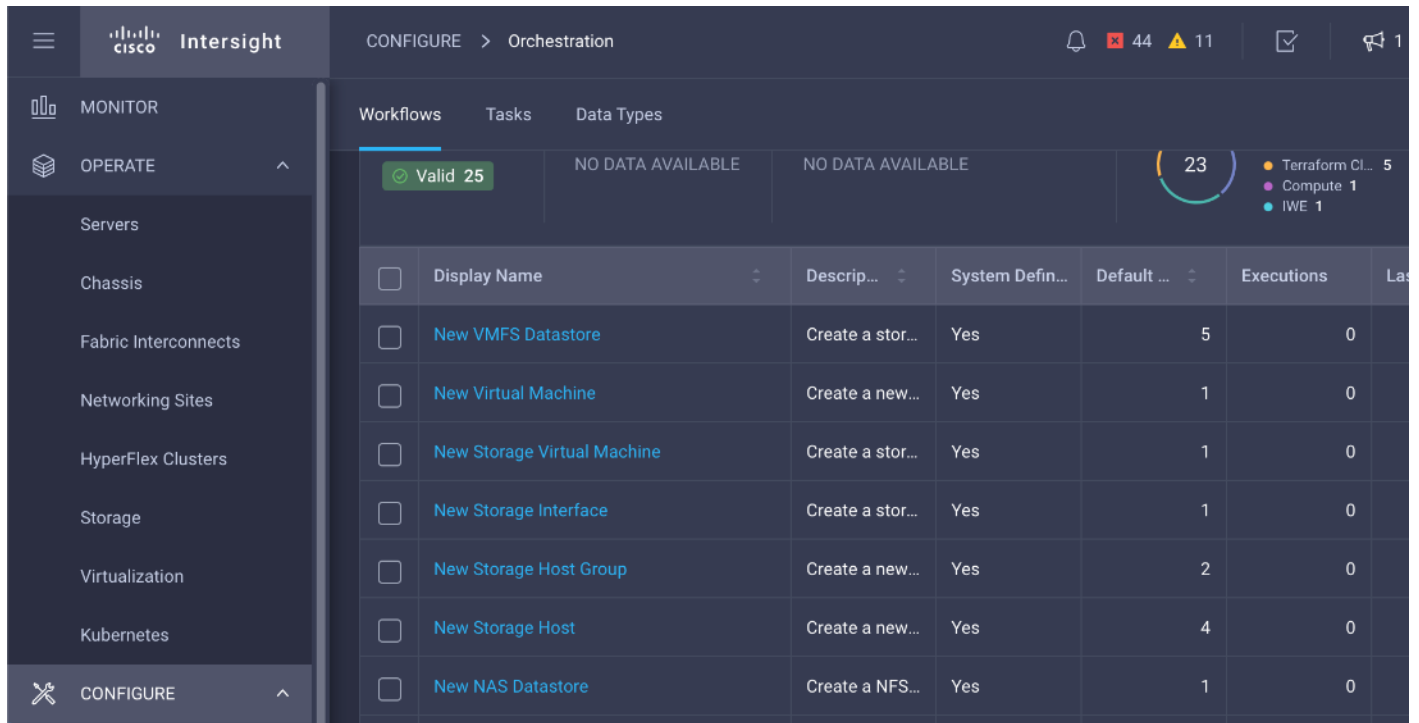 CISCO Intersight
CONFIGURE > Orchestration
44 11 1
MONITOR
OPERATE
Servers
Chassis
Fabric Interconnects
Networking Sites
HyperFlex Clusters
Storage
Virtualization
Kubernetes
CONFIGURE
Workflows Tasks Data Types
Valid 25
NO DATA AVAILABLE
NO DATA AVAILABLE
23
Terraform Cl... 5
Compute 1
IWE 1
Display Name Descrip... System Defin... Default ... Executions Las
New VMFS Datastore Create a stor... Yes 5 0
New Virtual Machine Create a new... Yes 1 0
New Storage Virtual Machine Create a stor... Yes 1 0
New Storage Interface Create a stor... Yes 1 0
New Storage Host Group Create a new... Yes 2 0
New Storage Host Create a new... Yes 4 0
New NAS Datastore Create a NFS... Yes 1 0